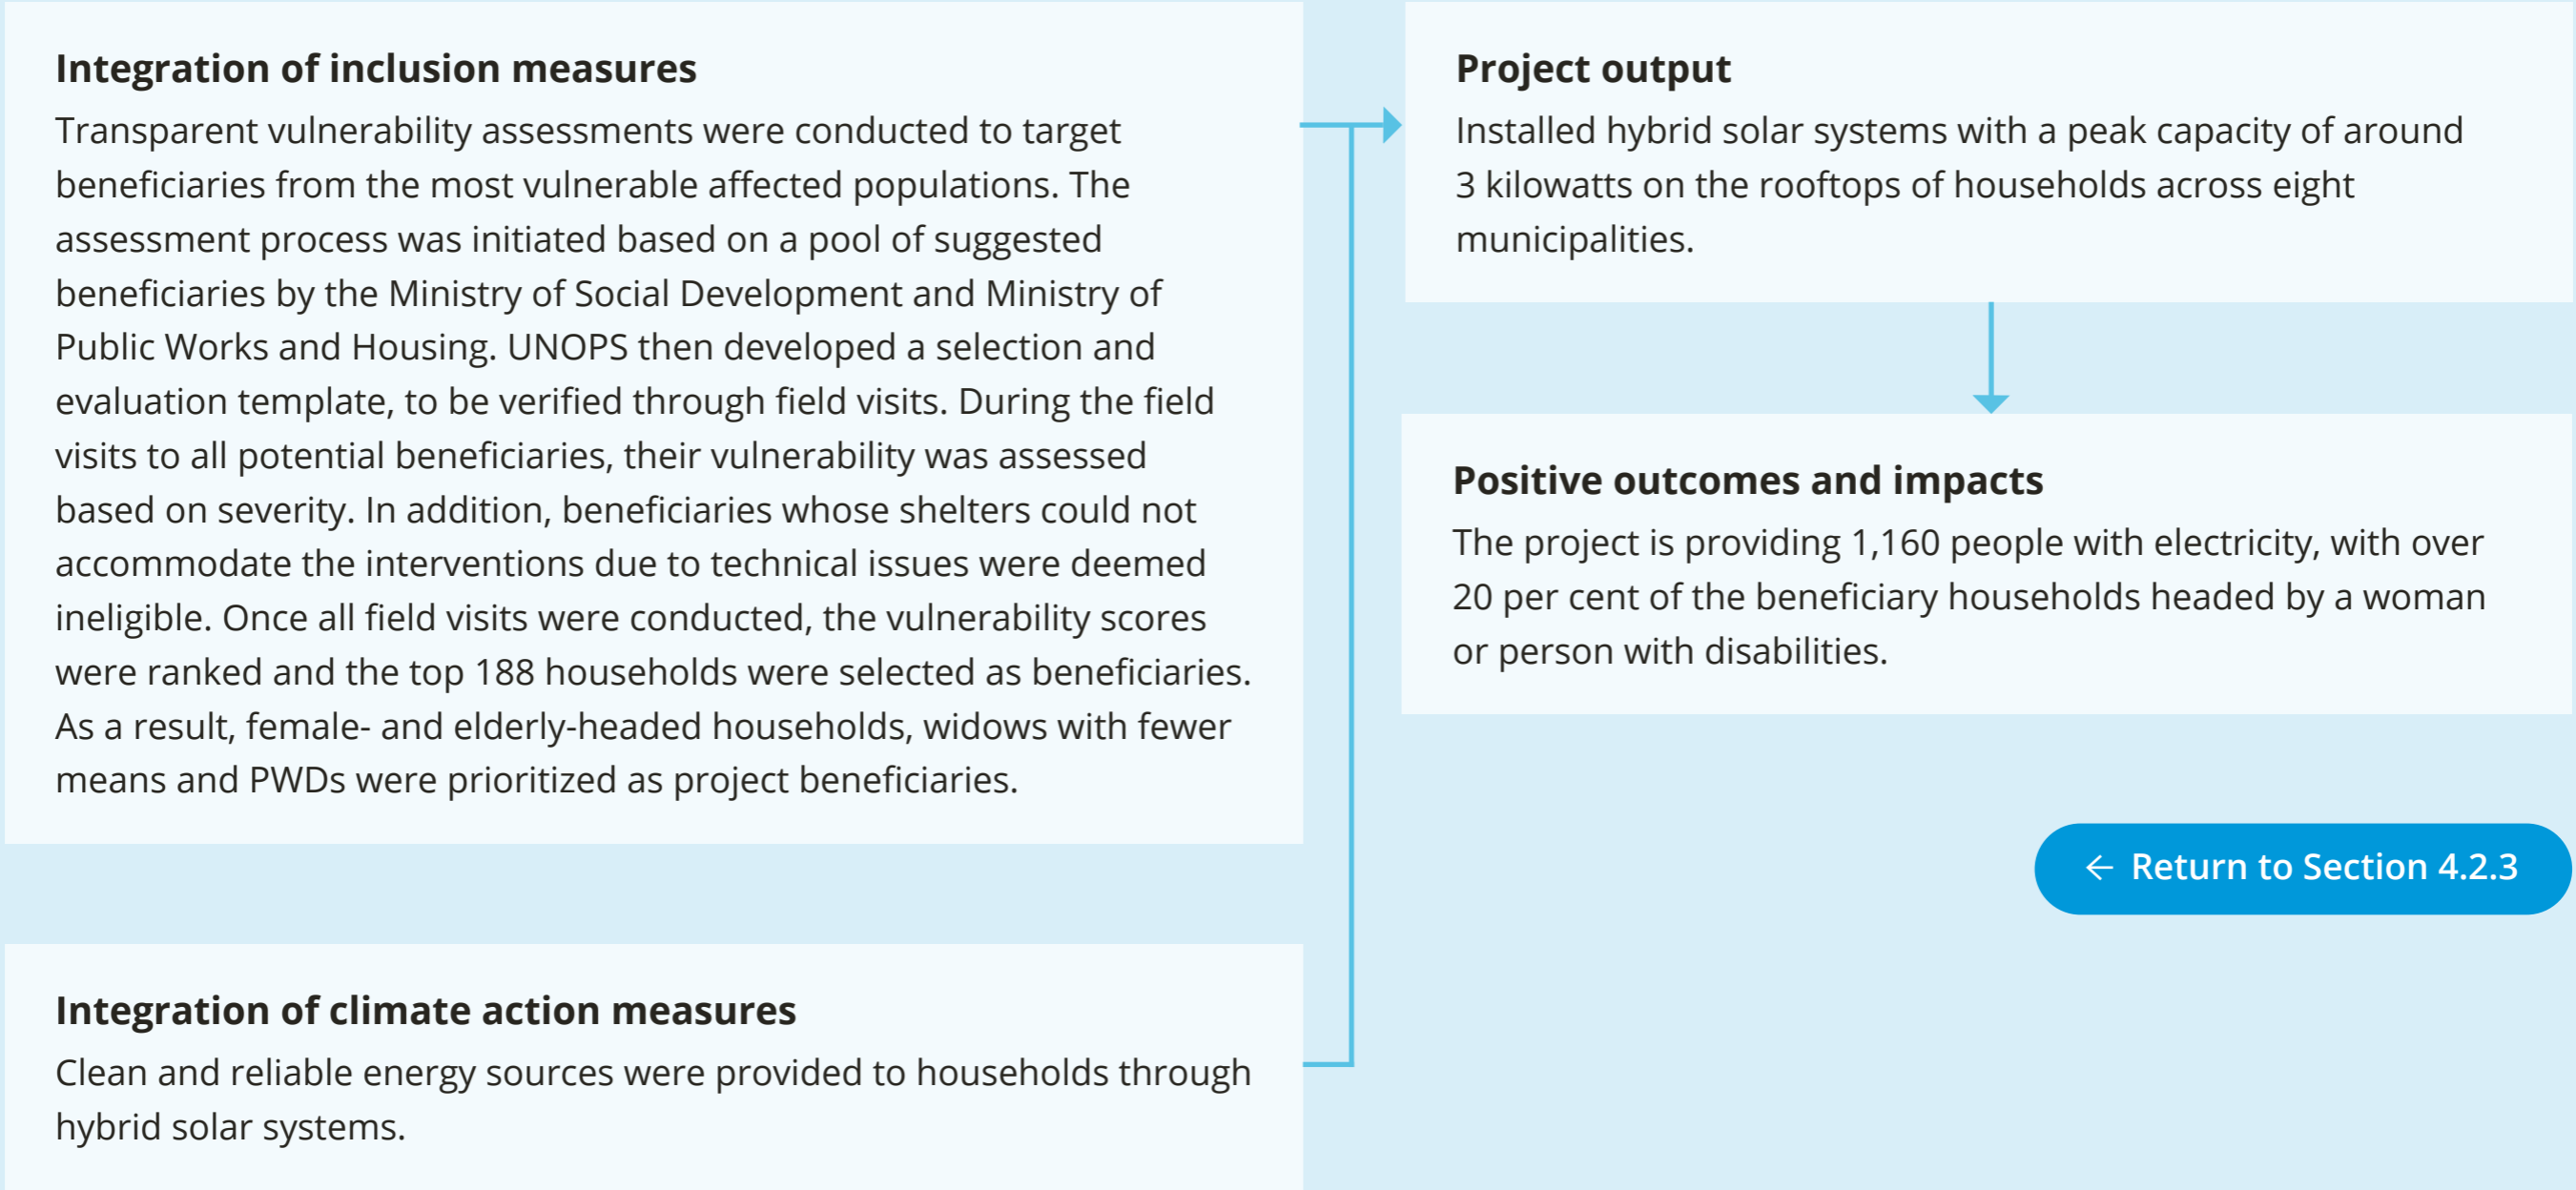 Integration of inclusion measures
Transparent vulnerability assessments were conducted to target
beneficiaries from the most vulnerable affected populations. The
assessment process was initiated based on a pool of suggested
beneficiaries by the Ministry of Social Development and Ministry of
Public Works and Housing. UNOPS then developed a selection and
evaluation template, to be verified through field visits. During the field
visits to all potential beneficiaries, their vulnerability was assessed
based on severity. In addition, beneficiaries whose shelters could not
accommodate the interventions due to technical issues were deemed
ineligible. Once all field visits were conducted, the vulnerability scores
were ranked and the top 188 households were selected as beneficiaries.
As a result, female- and elderly-headed households, widows with fewer
means and PWDs were prioritized as project beneficiaries.
Integration of climate action measures
Clean and reliable energy sources were provided to households through
hybrid solar systems.
Project output
Installed hybrid solar systems with a peak capacity of around
3 kilowatts on the rooftops of households across eight
municipalities.
Positive outcomes and impacts
The project is providing 1,160 people with electricity, with over
20 per cent of the beneficiary households headed by a woman
or person with disabilities.
← Return to Section 4.2.3